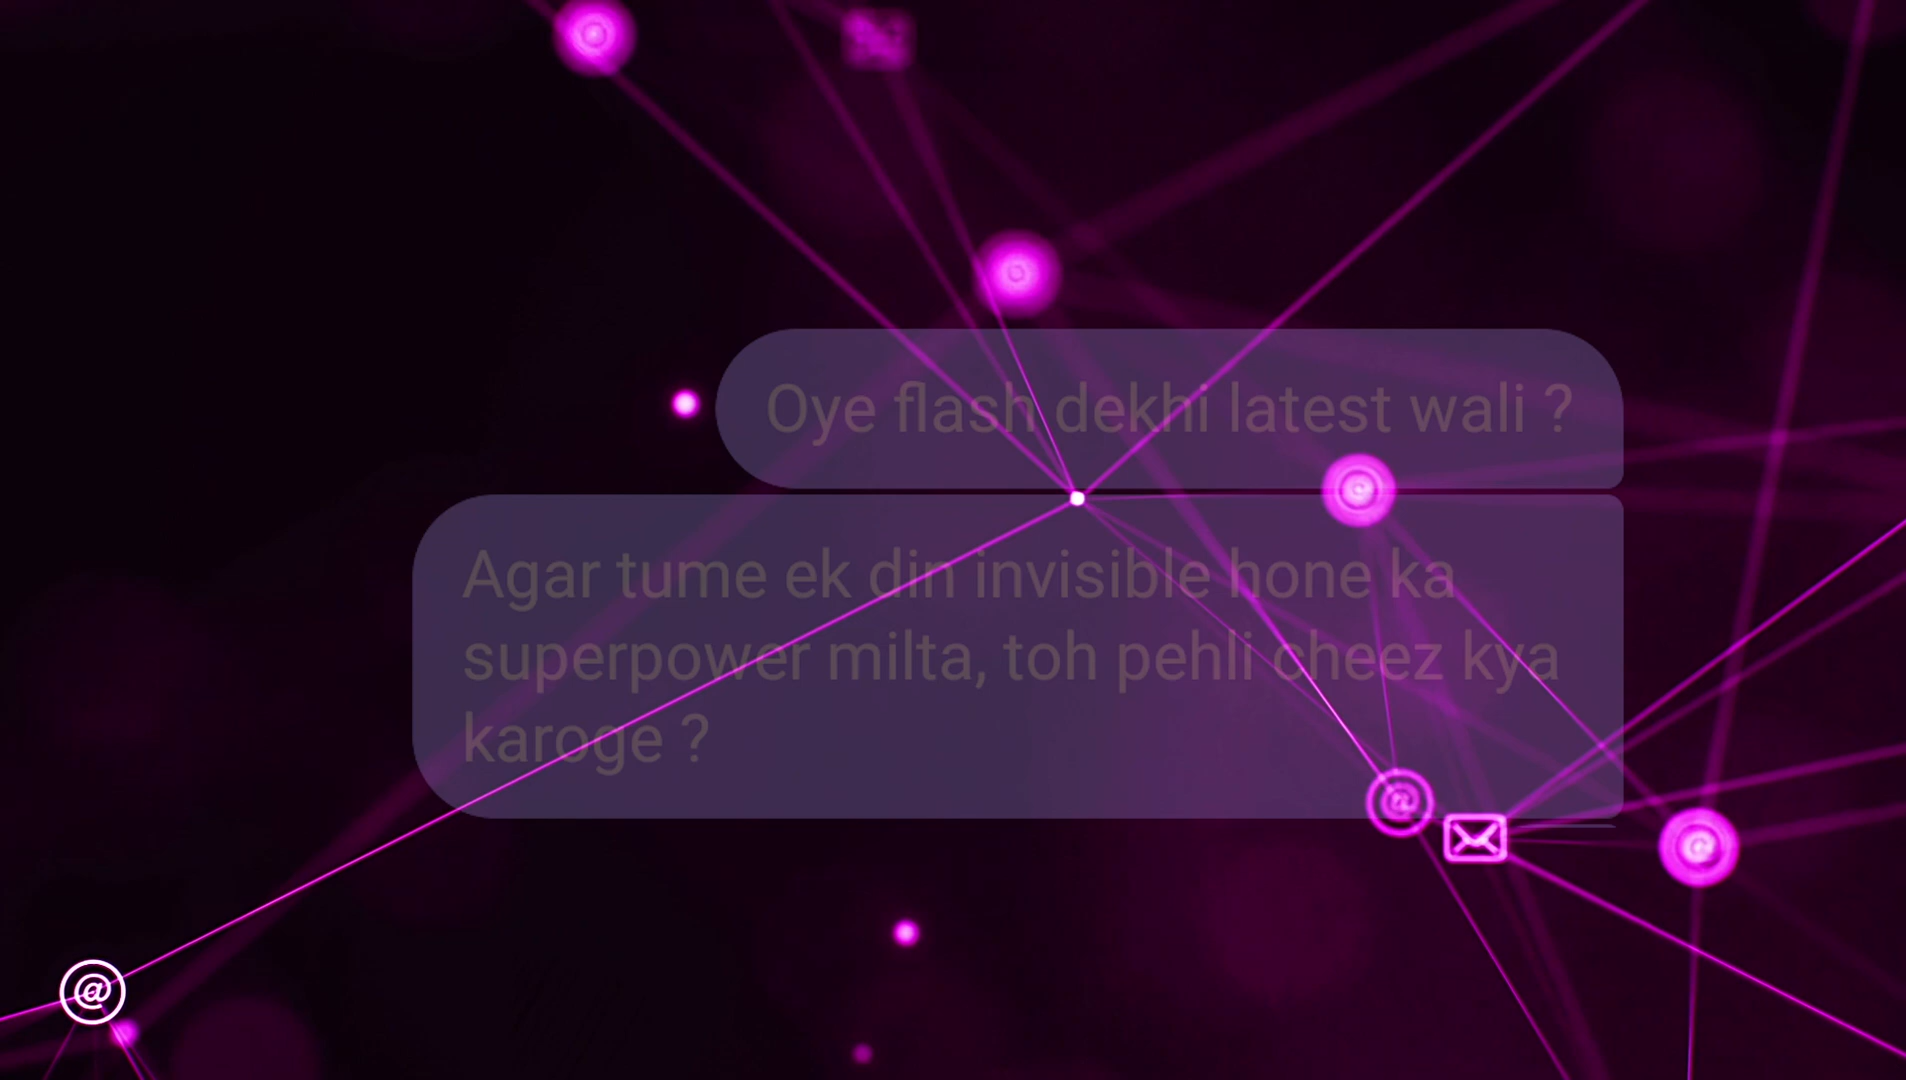 Oye flash dekhi latest wali ?
Agar tume ek din invisible hone ka
superpower milta, toh pehli cheez kya
karoge ?